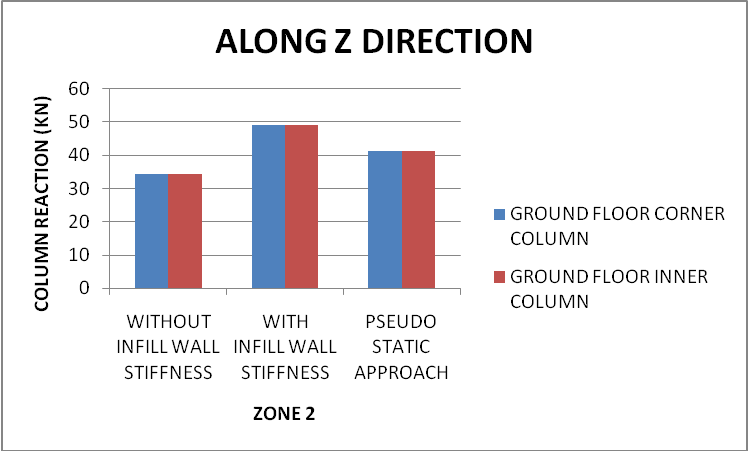 ALONG Z DIRECTION
COLUMN REACTION (KN)
60
50
40
30
20
10
0
WITHOUT
INFILL WALL
STIFFNESS
WITH
INFILL WALL
STIFFNESS
PSEUDO
STATIC
APPROACH
ZONE 2
GROUND FLOOR CORNER
COLUMN
GROUND FLOOR INNER
COLUMN